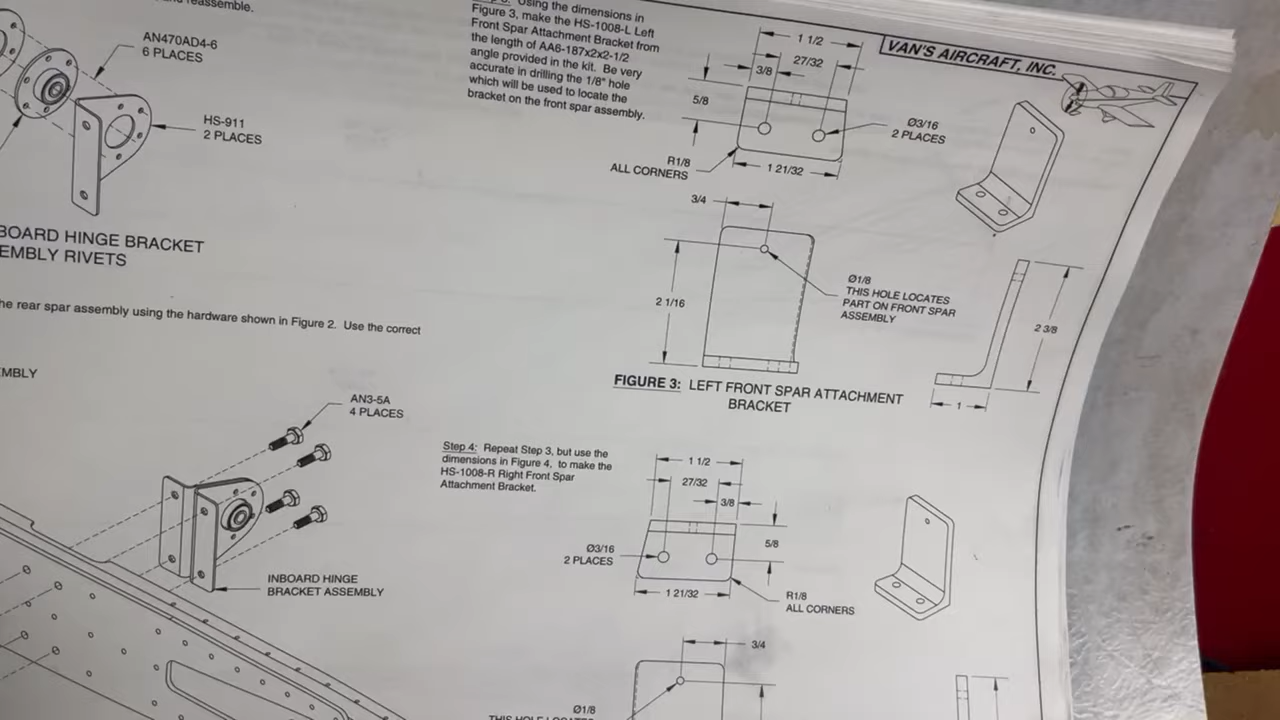 reassemble.
AN470AD4-6
6 PLACES
HS-911
2 PLACES
BOARD HINGE BRACKET
EMBLY RIVETS
he rear spar assembly using the hardware shown in Figure 2. Use the correct
MBLY
AN3-5A
4 PLACES
INBOARD HINGE
BRACKET ASSEMBLY
Using the dimensions in
Figure 3, make the HS-1008-L Left
Front Spar Attachment Bracket from
the length of AA6-187x2x2-1/2
angle provided in the kit. Be very
accurate in drilling the 1/8" hole
which will be used to locate the
bracket on the front spar assembly.
VAN'S AIRCRAFT, INC.
1 1/2
27/32
3/8
5/8
Ø3/16
2 PLACES
R1/8
ALL CORNERS
1 21/32
3/4
2 1/16
Ø1/8
THIS HOLE LOCATES
PART ON FRONT SPAR
ASSEMBLY
2 3/8
1
FIGURE 3: LEFT FRONT SPAR ATTACHMENT
BRACKET
Step 4: Repeat Step 3, but use the
dimensions in Figure 4, to make the
HS-1008-R Right Front Spar
Attachment Bracket.
1 1/2
27/32
3/8
5/8
Ø3/16
2 PLACES
1 21/32
R1/8
ALL CORNERS
3/4
Ø1/8
THIS HOLE LOCATES